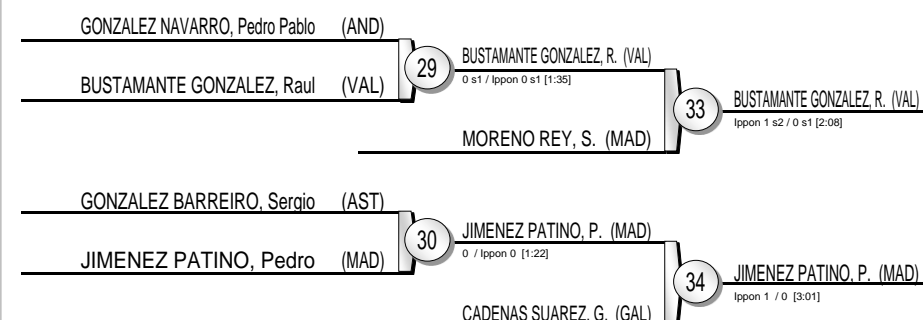 GONZALEZ NAVARRO, Pedro Pablo (AND)
BUSTAMANTE GONZALEZ, Raul (VAL)
29
BUSTAMANTE GONZALEZ, R. (VAL)
0 s1 / Ippon 0 s1 [1:35]
MORENO REY, S. (MAD)
33
BUSTAMANTE GONZALEZ, R. (VAL)
Ippon 1 s2 / 0 s1 [2:08]
GONZALEZ BARREIRO, Sergio (AST)
JIMENEZ PATINO, Pedro (MAD)
30
JIMENEZ PATINO, P. (MAD)
0 / Ippon 0 [1:22]
CADENAS SUAREZ, G. (GAL)
34
JIMENEZ PATINO, P. (MAD)
Ippon 1 / 0 [3:01]